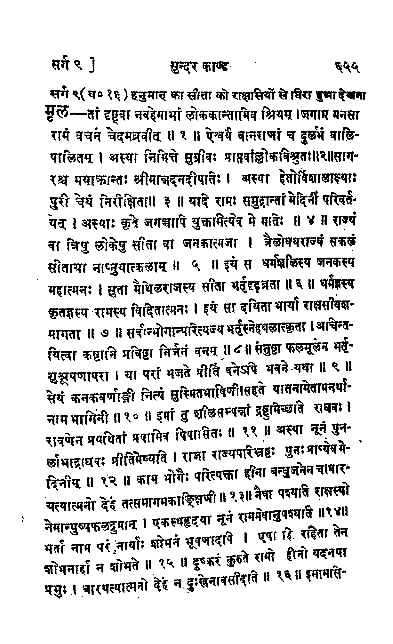 सर्ग ९ ] सुन्दर काण्ड ६५५
सर्ग ९ (व० १६) हनुमान् का सीता को राक्षसियों से घिरा हुआ देखना
मूल—तां दृष्ट्वा नवहेमाभां लोककान्तामिव श्रियम् । जगाम मनसा
रामं वचनं चेदमब्रवीत् ॥ १ ॥ ऐश्वर्यं वानराणां च दुर्लभं वालि-
पालितम् । अस्या निमित्ते सुग्रीवः प्राप्तवाँल्लोकविश्रुतः॥२॥साग-
रश्च मयाक्रान्तः श्रीमान्नदनदीपतिः । अस्या हेतोर्विशालाक्ष्याः
पुरी चेयं निरीक्षिता॥ ३ ॥ यदि रामः समुद्रान्तां मेदिनीं परिवर्त-
येत् । अस्याः कृते जगच्चापि युक्तमित्येव मे मतिः ॥ ४ ॥ राज्यं
वा त्रिषु लोकेषु सीता वा जनकात्मजा । त्रैलोक्यराज्यं सकलं
सीताया नाप्नुयात्कलाम् ॥ ५ ॥ इयं सा धर्मशीलस्य जनकस्य
महात्मनः । सुता मैथिलराजस्य सीता भर्तृदृढव्रता ॥ ६ ॥ धर्मज्ञस्य
कृतज्ञस्य रामस्य विदितात्मनः । इयं सा दयिता भार्या राक्षसीवश-
मागता ॥ ७ ॥ सर्वान्भोगान्परित्यज्य भर्तृस्नेहबलात्कृता । अचिन्त-
यित्वा कष्टानि प्रविष्टा निर्जनं वनम् ॥८॥ संतुष्टा फलमूलेन भर्तृ-
शुश्रूषणापरा । या परां भजते प्रीतिं वनेऽपि भवने यथा ॥ ९ ॥
सेयं कनकवर्णाङ्गी नित्यं सुस्मितभाषिणी।सहते यातनामेतामनर्था-
नामभागिनी ॥ १० ॥ इमां तु शीलसम्पन्नां द्रष्टुमिच्छति राघवः ।
रावणेन प्रमथितां प्रपामिव पिपासितः ॥ ११ ॥ अस्या नूनं पुन-
र्लाभाद्राघवः प्रीतिमेष्यति । राजा राज्यपरिभ्रष्टः पुनः प्राप्येवमे-
दिनीम् ॥ १२ ॥ काम भोगैः परित्यक्ता हीना बन्धुजनेनच।धार-
यत्यात्मनो देहं तत्समागमकाङ्क्षिणी ॥१३॥ नैषा पश्यति राक्षस्यो
नेमान्पुष्पफलद्रुमान् । एकस्थहृदया नूनं राममेवानुपश्यति ॥१४॥
भर्ता नाम परं नार्याः शोभनं भूषणादपि । एषा हि रहिता तेन
शोभनार्हा न शोभते ॥ १५ ॥ दुष्करं कुरुते रामो हीनो यदनया
प्रभुः । धारयत्यात्मनो देहं न दुःखेनावसीदति ॥ १६ ॥ इमामसि-